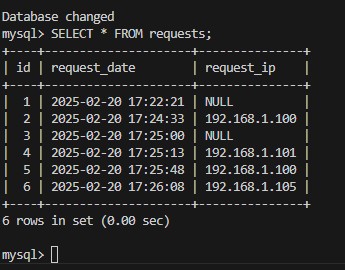 Database changed
mysql> SELECT * FROM requests;
+----+---------------------+---------------+
| id | request_date        | request_ip    |
+----+---------------------+---------------+
|  1 | 2025-02-20 17:22:21 | NULL          |
|  2 | 2025-02-20 17:24:33 | 192.168.1.100 |
|  3 | 2025-02-20 17:25:00 | NULL          |
|  4 | 2025-02-20 17:25:13 | 192.168.1.101 |
|  5 | 2025-02-20 17:25:48 | 192.168.1.100 |
|  6 | 2025-02-20 17:26:08 | 192.168.1.105 |
+----+---------------------+---------------+
6 rows in set (0.00 sec)
mysql>